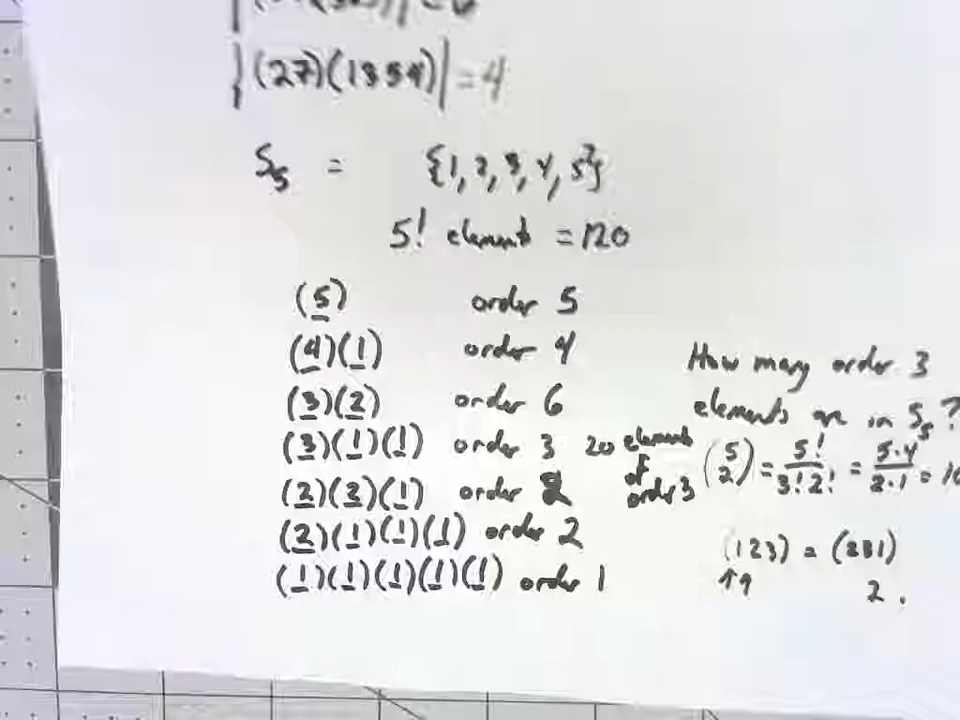 |(27)(1354)| = 4
S5 = {1, 2, 3, 4, 5}
5! elements = 120
(5) order 5
(4)(1) order 4
(3)(2) order 6
(3)(1)(1) order 3 20 elements of order 3
(2)(2)(1) order 2
(2)(1)(1)(1) order 2
(1)(1)(1)(1)(1) order 1
How many order 3
elements are in S5?
(5 2) = 5!/3!2! = 5·4/2·1 = 10
(123) = (231)
↑↑ 2.